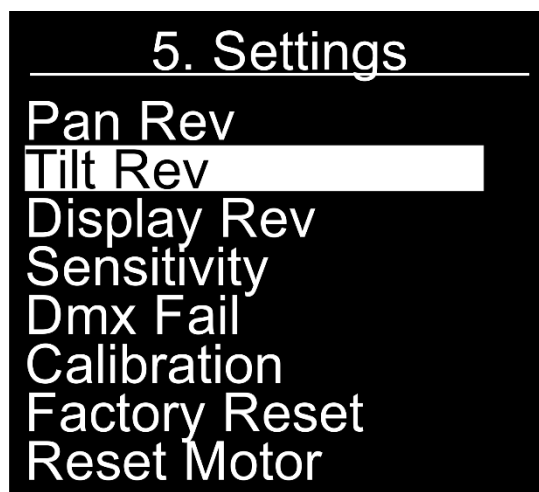 5. Settings
Pan Rev
Tilt Rev
Display Rev
Sensitivity
Dmx Fail
Calibration
Factory Reset
Reset Motor